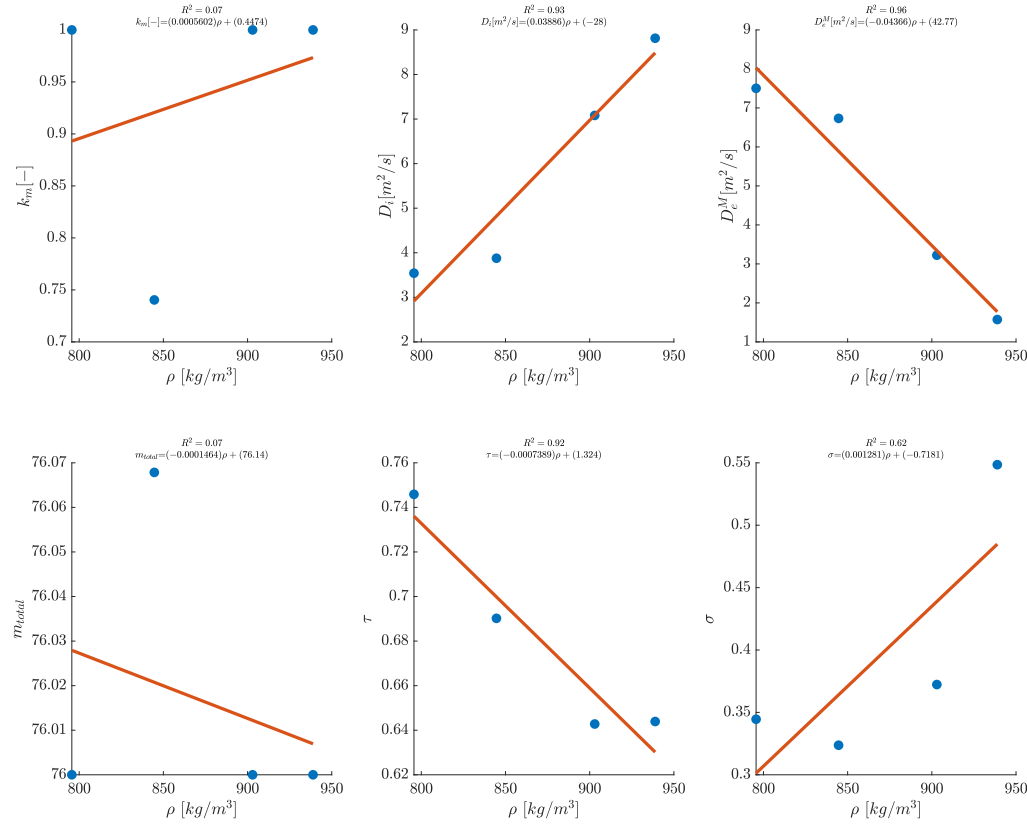 R² = 0.07
k_m[−]=(0.0005602)ρ + (0.4474)
1
0.95
0.9
0.85
0.8
0.75
0.7
k_m[−]
800 850 900 950
ρ [kg/m³]
R² = 0.93
D_i[m²/s]=(0.03886)ρ + (−28)
9
8
7
6
5
4
3
2
D_i[m²/s]
800 850 900 950
ρ [kg/m³]
R² = 0.96
D_e^M[m²/s]=(−0.04366)ρ + (42.77)
9
8
7
6
5
4
3
2
1
D_e^M[m²/s]
800 850 900 950
ρ [kg/m³]
R² = 0.07
m_total=(−0.0001464)ρ + (76.14)
76.07
76.06
76.05
76.04
76.03
76.02
76.01
76
m_total
800 850 900 950
ρ [kg/m³]
R² = 0.92
τ=(−0.0007389)ρ + (1.324)
0.76
0.74
0.72
0.7
0.68
0.66
0.64
0.62
τ
800 850 900 950
ρ [kg/m³]
R² = 0.62
σ=(0.001281)ρ + (−0.7181)
0.55
0.5
0.45
0.4
0.35
0.3
σ
800 850 900 950
ρ [kg/m³]